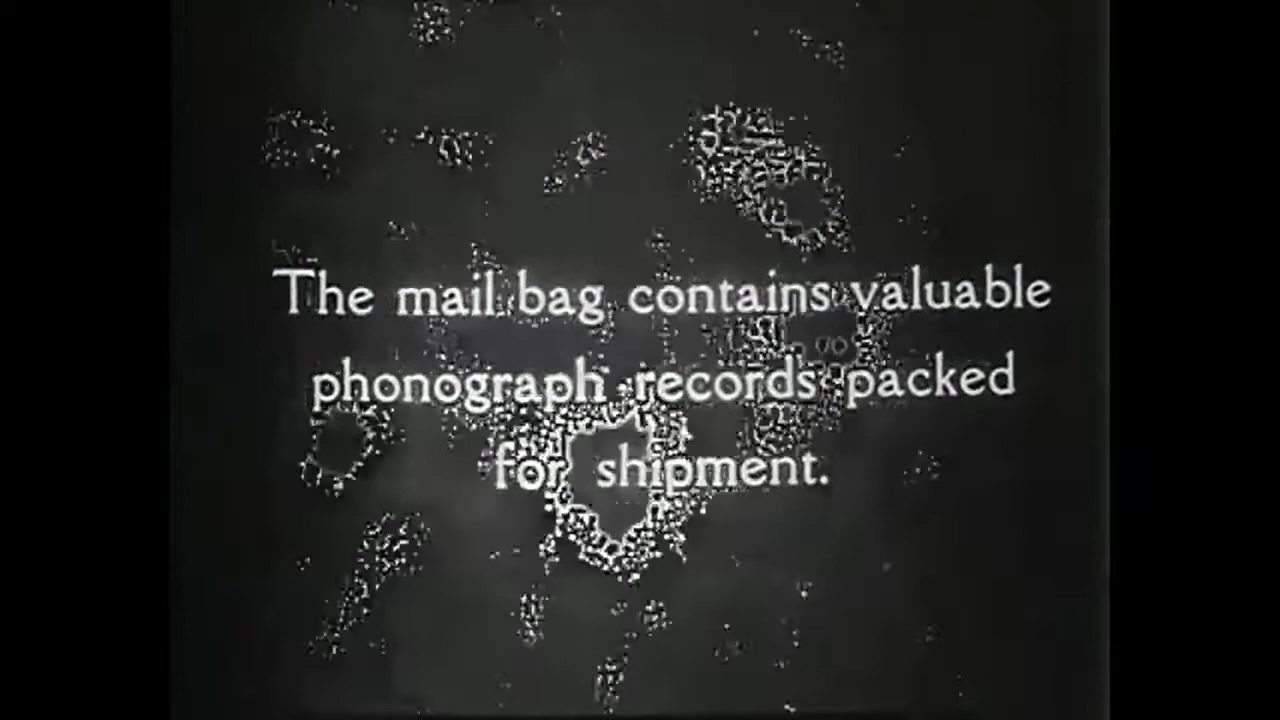 The mail bag contains valuable
phonograph records packed
for shipment.